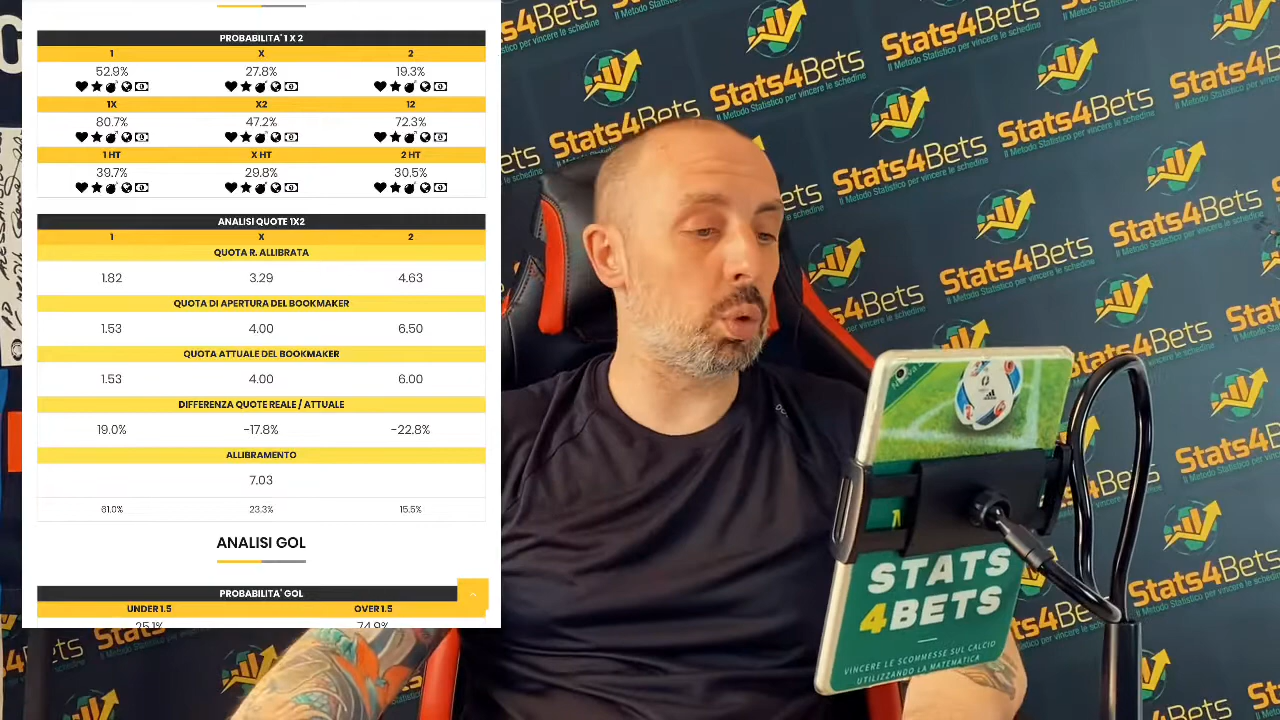 PROBABILITA' 1 X 2
1 X 2
52.9% 27.8% 19.3%
1X X2 12
80.7% 47.2% 72.3%
1 HT X HT 2 HT
39.7% 29.8% 30.5%
ANALISI QUOTE 1X2
1 X 2
QUOTA R. ALLIBRATA
1.82 3.29 4.63
QUOTA DI APERTURA DEL BOOKMAKER
1.53 4.00 6.50
QUOTA ATTUALE DEL BOOKMAKER
1.53 4.00 6.00
DIFFERENZA QUOTE REALE / ATTUALE
19.0% -17.8% -22.8%
ALLIBRAMENTO
7.03
61.0% 23.3% 15.5%
ANALISI GOL
PROBABILITA' GOL
UNDER 1.5 OVER 1.5
25.1% 74.9%
Stats4Bets
Il Metodo Statistico per vincere le schedine
STATS
4BETS
VINCERE LE SCOMMESSE SUL CALCIO
UTILIZZANDO LA MATEMATICA